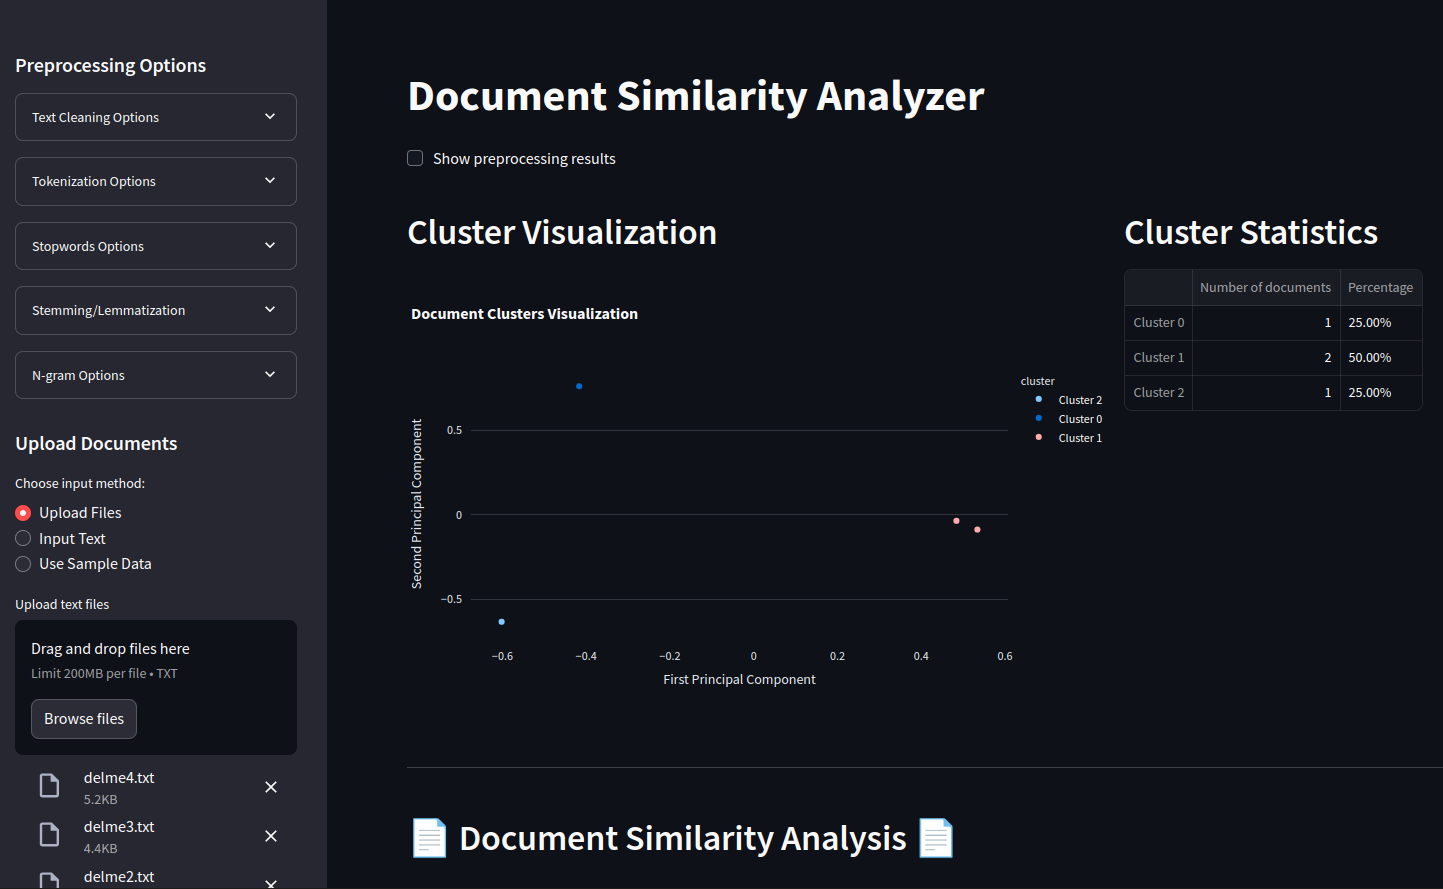 Preprocessing Options
Text Cleaning Options
Tokenization Options
Stopwords Options
Stemming/Lemmatization
N-gram Options
Upload Documents
Choose input method:
Upload Files
Input Text
Use Sample Data
Upload text files
Drag and drop files here
Limit 200MB per file • TXT
Browse files
delme4.txt
5.2KB
delme3.txt
4.4KB
delme2.txt
Document Similarity Analyzer
Show preprocessing results
Cluster Visualization
Document Clusters Visualization
cluster
Cluster 2
Cluster 0
Cluster 1
Second Principal Component
0.5
0
−0.5
−0.6 −0.4 −0.2 0 0.2 0.4 0.6
First Principal Component
Cluster Statistics
Number of documents Percentage
Cluster 0 1 25.00%
Cluster 1 2 50.00%
Cluster 2 1 25.00%
Document Similarity Analysis